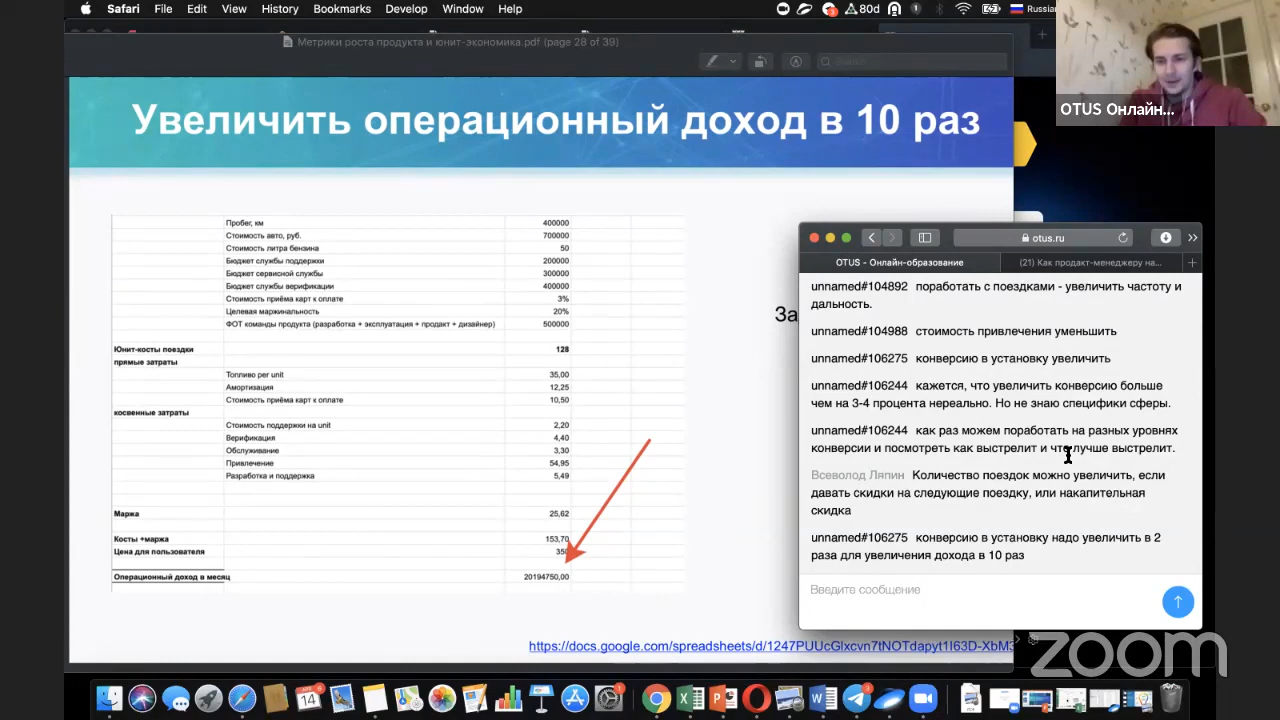 Safari File Edit View History Bookmarks Develop Window Help
80d Russian
Метрики роста продукта и юнит-экономика.pdf (page 28 of 39)
Search
OTUS Онлайн...
Увеличить операционный доход в 10 раз
Пробег, км 400000
Стоимость авто, руб. 700000
Стоимость литра бензина 50
Бюджет службы поддержки 200000
Бюджет сервисной службы 300000
Бюджет службы верификации 400000
Стоимость приёма карт к оплате 3%
Целевая маржинальность 20%
ФОТ команды продукта (разработка + эксплуатация + продакт + дизайнер) 500000
Юнит-косты поездки 128
прямые затраты
Топливо per unit 35,00
Амортизация 12,25
Стоимость приёма карт к оплате 10,50
косвенные затраты
Стоимость поддержки на unit 2,20
Верификация 4,40
Обслуживание 3,30
Привлечение 54,95
Разработка и поддержка 5,49
Маржа 25,62
Косты +маржа 153,70
Цена для пользователя 350
Операционный доход в месяц 20194750,00
За
https://docs.google.com/spreadsheets/d/1247PUUcGlxcvn7tNOTdapyt1I63D-XbM3
otus.ru
OTUS - Онлайн-образование
(21) Как продакт-менеджеру на...
unnamed#104892 поработать с поездками - увеличить частоту и
дальность.
unnamed#104988 стоимость привлечения уменьшить
unnamed#106275 конверсию в установку увеличить
unnamed#106244 кажется, что увеличить конверсию больше
чем на 3-4 процента нереально. Но не знаю специфики сферы.
unnamed#106244 как раз можем поработать на разных уровнях
конверсии и посмотреть как выстрелит и что лучше выстрелит.
Всеволод Ляпин Количество поездок можно увеличить, если
давать скидки на следующие поездку, или накапительная
скидка
unnamed#106275 конверсию в установку надо увеличить в 2
раза для увеличения дохода в 10 раз
Введите сообщение
zoom